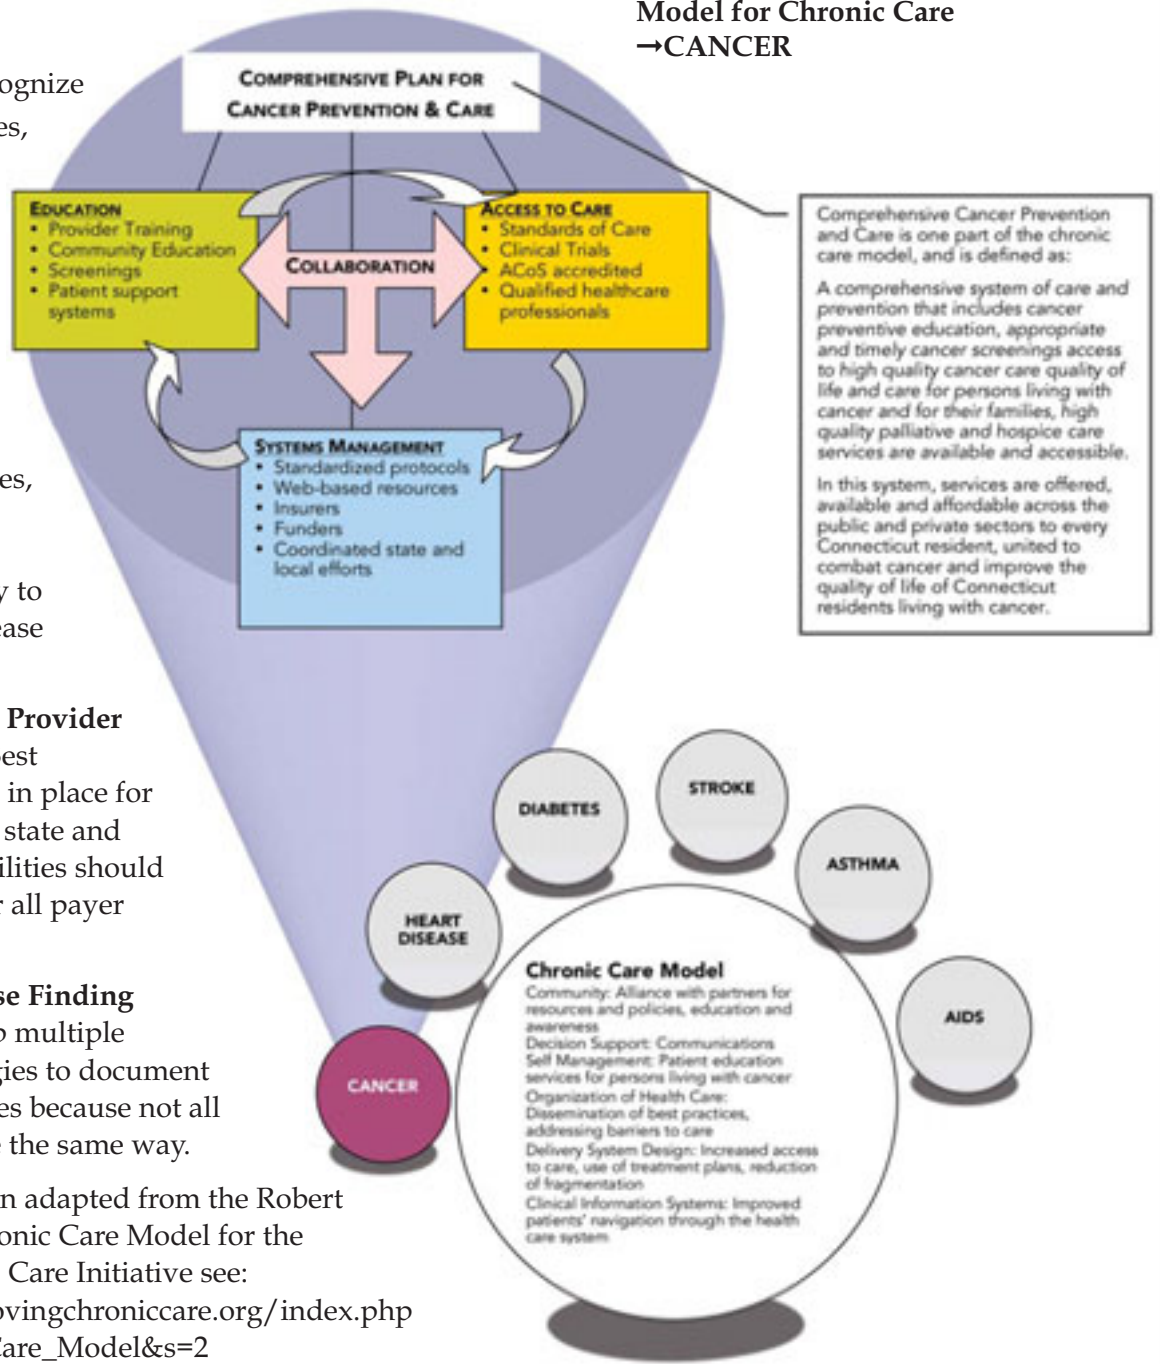 Model for Chronic Care
→CANCER
COMPREHENSIVE PLAN FOR
CANCER PREVENTION & CARE
EDUCATION
• Provider Training
• Community Education
• Screenings
• Patient support
systems
COLLABORATION
ACCESS TO CARE
• Standards of Care
• Clinical Trials
• ACoS accredited
• Qualified healthcare
professionals
SYSTEMS MANAGEMENT
• Standardized protocols
• Web-based resources
• Insurers
• Funders
• Coordinated state and
local efforts
Comprehensive Cancer Prevention
and Care is one part of the chronic
care model, and is defined as:
A comprehensive system of care and
prevention that includes cancer
preventive education, appropriate
and timely cancer screenings access
to high quality cancer care quality of
life and care for persons living with
cancer and for their families, high
quality palliative and hospice care
services are available and accessible.
In this system, services are offered,
available and affordable across the
public and private sectors to every
Connecticut resident, united to
combat cancer and improve the
quality of life of Connecticut
residents living with cancer.
cognize
es,
es,
y to
ease
Provider
best
in place for
state and
ilities should
r all payer
se Finding
p multiple
gies to document
es because not all
e the same way.
n adapted from the Robert
onic Care Model for the
Care Initiative see:
ovingchroniccare.org/index.php
Care_Model&s=2
CANCER
HEART
DISEASE
DIABETES
STROKE
ASTHMA
AIDS
Chronic Care Model
Community: Alliance with partners for
resources and policies, education and
awareness
Decision Support: Communications
Self Management: Patient education
services for persons living with cancer
Organization of Health Care:
Dissemination of best practices,
addressing barriers to care
Delivery System Design: Increased access
to care, use of treatment plans, reduction
of fragmentation
Clinical Information Systems: Improved
patients' navigation through the health
care system